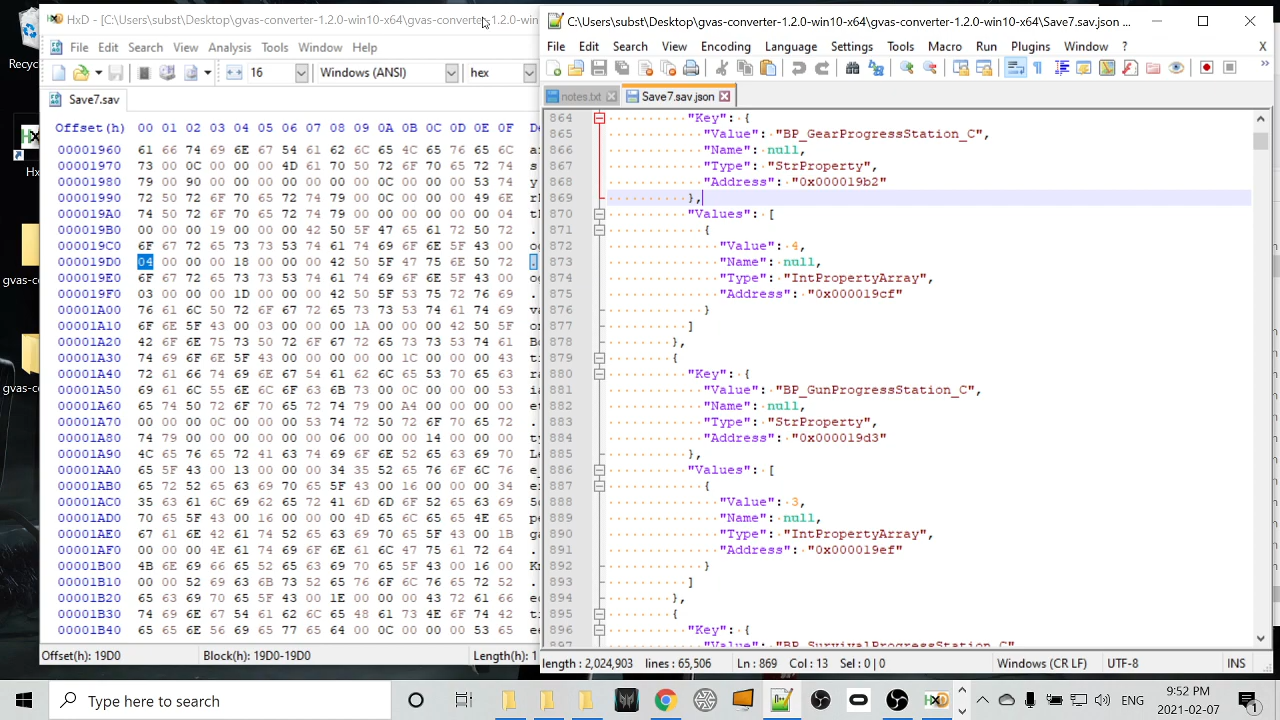 HxD - [C:\Users\subst\Desktop\gvas-converter-1.2.0-win10-x64\gvas-converter-1.2.0-win
File Edit Search View Analysis Tools Window Help
16 Windows (ANSI) hex
Save7.sav
Offset(h) 00 01 02 03 04 05 06 07 08 09 0A 0B 0C 0D 0E 0F
00001960 61 66 74 69 6E 67 54 61 62 6C 65 4C 65 76 65 6C
00001970 73 00 0C 00 00 00 4D 61 70 50 72 6F 70 65 72 74
00001980 79 00 90 00 00 00 00 00 00 00 0C 00 00 00 53 74
00001990 72 50 72 6F 70 65 72 74 79 00 0C 00 00 00 49 6E
000019A0 74 50 72 6F 70 65 72 74 79 00 00 00 00 00 00 04
000019B0 00 00 00 19 00 00 00 42 50 5F 47 65 61 72 50 72
000019C0 6F 67 72 65 73 73 53 74 61 74 69 6F 6E 5F 43 00
000019D0 04 00 00 00 18 00 00 00 42 50 5F 47 75 6E 50 72
000019E0 6F 67 72 65 73 73 53 74 61 74 69 6F 6E 5F 43 00
000019F0 03 00 00 00 1D 00 00 00 42 50 5F 53 75 72 76 69
00001A00 76 61 6C 50 72 6F 67 72 65 73 73 53 74 61 74 69
00001A10 6F 6E 5F 43 00 03 00 00 00 1A 00 00 00 42 50 5F
00001A20 42 6F 6E 75 73 50 72 6F 67 72 65 73 73 53 74 61
00001A30 74 69 6F 6E 5F 43 00 00 00 00 00 1C 00 00 00 43
00001A40 72 61 66 74 69 6E 67 54 61 62 6C 65 53 70 65 63
00001A50 69 61 6C 55 6E 6C 6F 63 6B 73 00 0C 00 00 00 53
00001A60 65 74 50 72 6F 70 65 72 74 79 00 A4 00 00 00 00
00001A70 00 00 00 0C 00 00 00 53 74 72 50 72 6F 70 65 72
00001A80 74 79 00 00 00 00 00 06 00 00 00 14 00 00 00
00001A90 4C 65 76 65 72 41 63 74 69 6F 6E 52 65 63 69 70
00001AA0 65 5F 43 00 13 00 00 00 34 35 52 65 76 6F 6C 76
00001AB0 65 72 52 65 63 69 70 65 5F 43 00 16 00 00 00 34
00001AC0 35 63 61 6C 69 62 65 72 41 6D 6D 6F 52 65 63 69
00001AD0 70 65 5F 43 00 16 00 00 00 4D 65 6C 65 65 4E 65
00001AE0 67 61 6E 42 61 74 52 65 63 69 70 65 5F 43 00 1B
00001AF0 00 00 00 4E 61 74 69 6F 6E 61 6C 47 75 61 72 64
00001B00 4B 6E 69 66 65 52 65 63 69 70 65 5F 43 00 16 00
00001B10 00 00 52 69 63 6B 73 52 65 76 6F 6C 76 65 72 52
00001B20 65 63 69 70 65 5F 43 00 1E 00 00 00 43 72 61 66
00001B30 74 69 6E 67 54 61 62 6C 65 48 61 73 4E 6F 74 42
00001B40 65 65 6E 56 69 65 77 65 64 00 0C 00 00 00 53 65
Offset(h): 19D0 Block(h): 19D0-19D0 Length(h): 1
C:\Users\subst\Desktop\gvas-converter-1.2.0-win10-x64\gvas-converter-1.2.0-win10-x64\Save7.sav.json ...
File Edit Search View Encoding Language Settings Tools Macro Run Plugins Window ? X
notes.txt Save7.sav.json
864 "Key": {
865 "Value": "BP_GearProgressStation_C",
866 "Name": null,
867 "Type": "StrProperty",
868 "Address": "0x000019b2"
869 },
870 "Values": [
871 {
872 "Value": 4,
873 "Name": null,
874 "Type": "IntPropertyArray",
875 "Address": "0x000019cf"
876 }
877 ]
878 },
879 {
880 "Key": {
881 "Value": "BP_GunProgressStation_C",
882 "Name": null,
883 "Type": "StrProperty",
884 "Address": "0x000019d3"
885 },
886 "Values": [
887 {
888 "Value": 3,
889 "Name": null,
890 "Type": "IntPropertyArray",
891 "Address": "0x000019ef"
892 }
893 ]
894 },
895 {
896 "Key": {
897 "Value": "BP_SurvivalProgressStation_C",
length : 2,024,903 lines : 65,506 Ln : 869 Col : 13 Sel : 0 | 0 Windows (CR LF) UTF-8 INS
Recyc
Hx
gvas-c
Type here to search
ENG
9:52 PM
2021-02-07
1